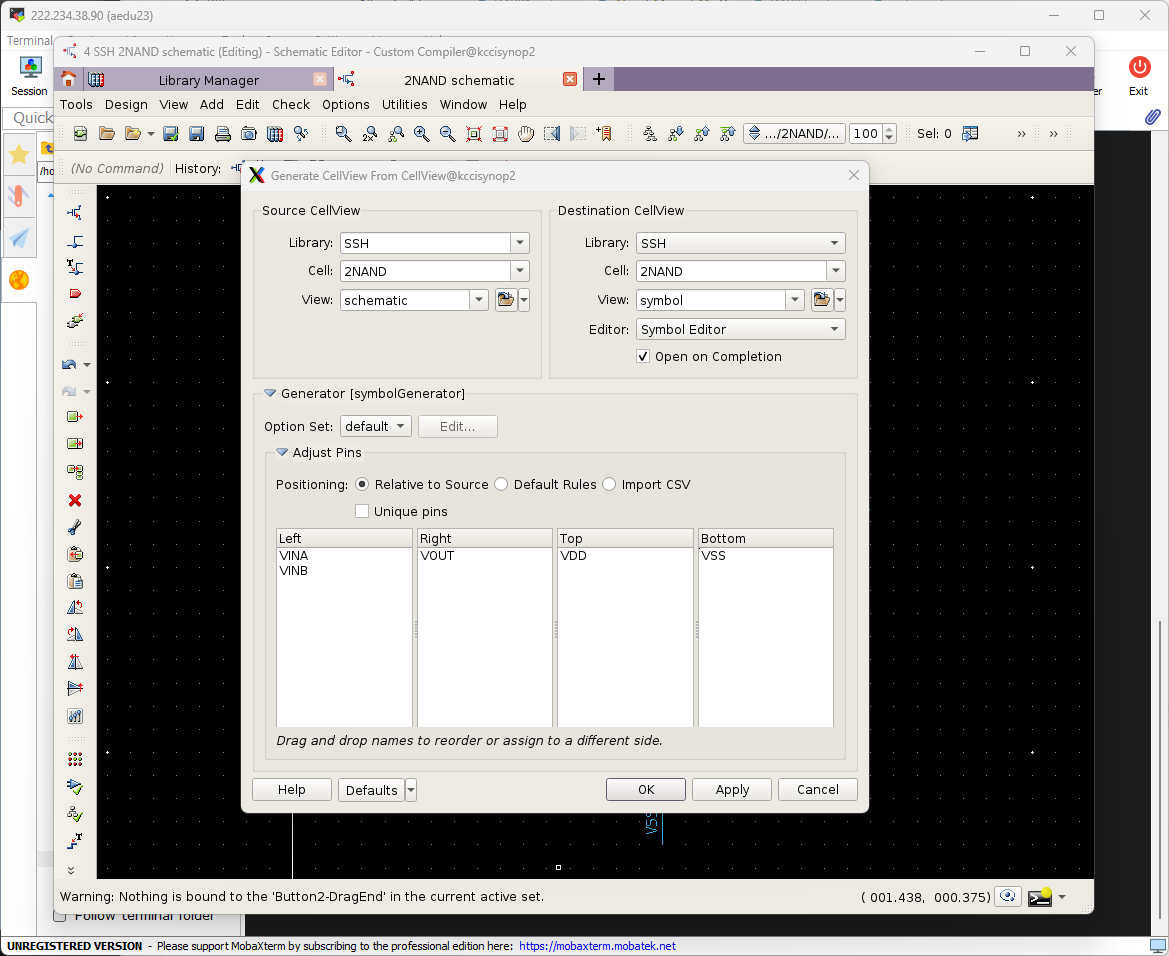 222.234.38.90 (aedu23)
Terminal
4 SSH 2NAND schematic (Editing) - Schematic Editor - Custom Compiler@kccisynop2
Library Manager
2NAND schematic
Session
Exit
Tools Design View Add Edit Check Options Utilities Window Help
Quick
2x
.../2NAND/...
100
Sel: 0
»
»
/ho
(No Command)
History:
Generate CellView From CellView@kccisynop2
Source CellView
Destination CellView
Library: SSH
Library: SSH
Cell: 2NAND
Cell: 2NAND
View: schematic
View: symbol
Editor: Symbol Editor
Open on Completion
Generator [symbolGenerator]
Option Set: default Edit...
Adjust Pins
Positioning: Relative to Source Default Rules Import CSV
Unique pins
Left Right Top Bottom
VINA VOUT VDD VSS
VINB
Drag and drop names to reorder or assign to a different side.
Help Defaults OK Apply Cancel
VSS
Warning: Nothing is bound to the 'Button2-DragEnd' in the current active set.
( 001.438, 000.375)
Follow terminal folder
UNREGISTERED VERSION - Please support MobaXterm by subscribing to the professional edition here: https://mobaxterm.mobatek.net